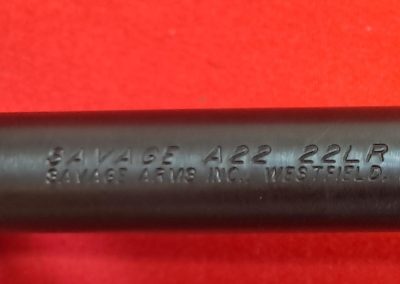 SAVAGE A22 22LR
SAVAGE ARMS INC., WESTFIELD,